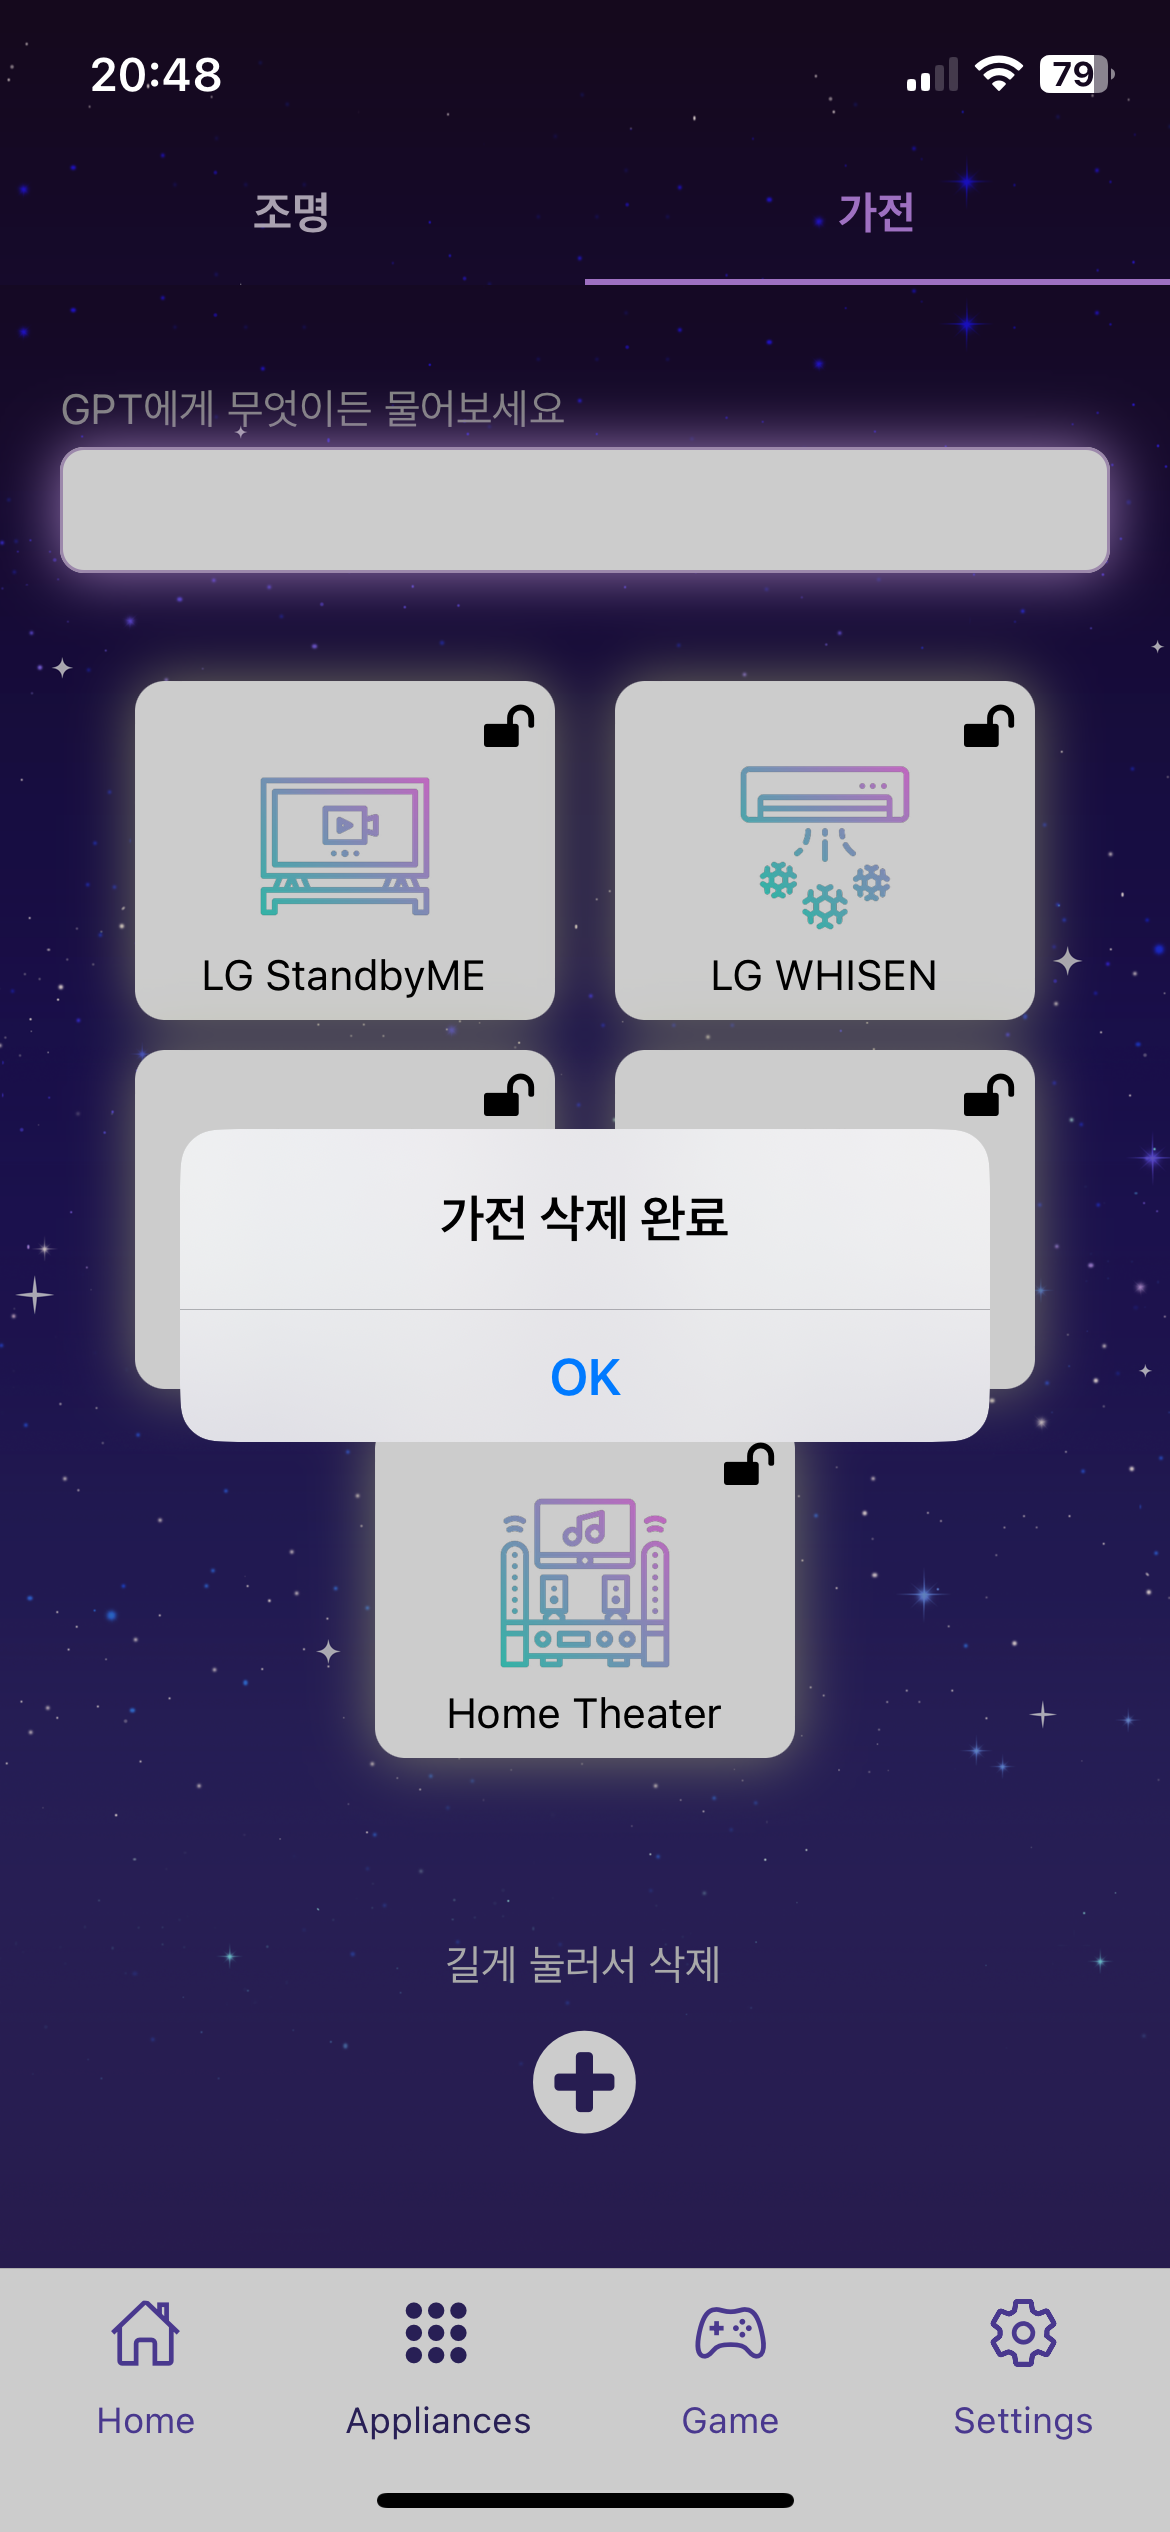 20:48
79
조명
가전
GPT에게 무엇이든 물어보세요
LG StandbyME
LG WHISEN
가전 삭제 완료
OK
Home Theater
길게 눌러서 삭제
Home
Appliances
Game
Settings